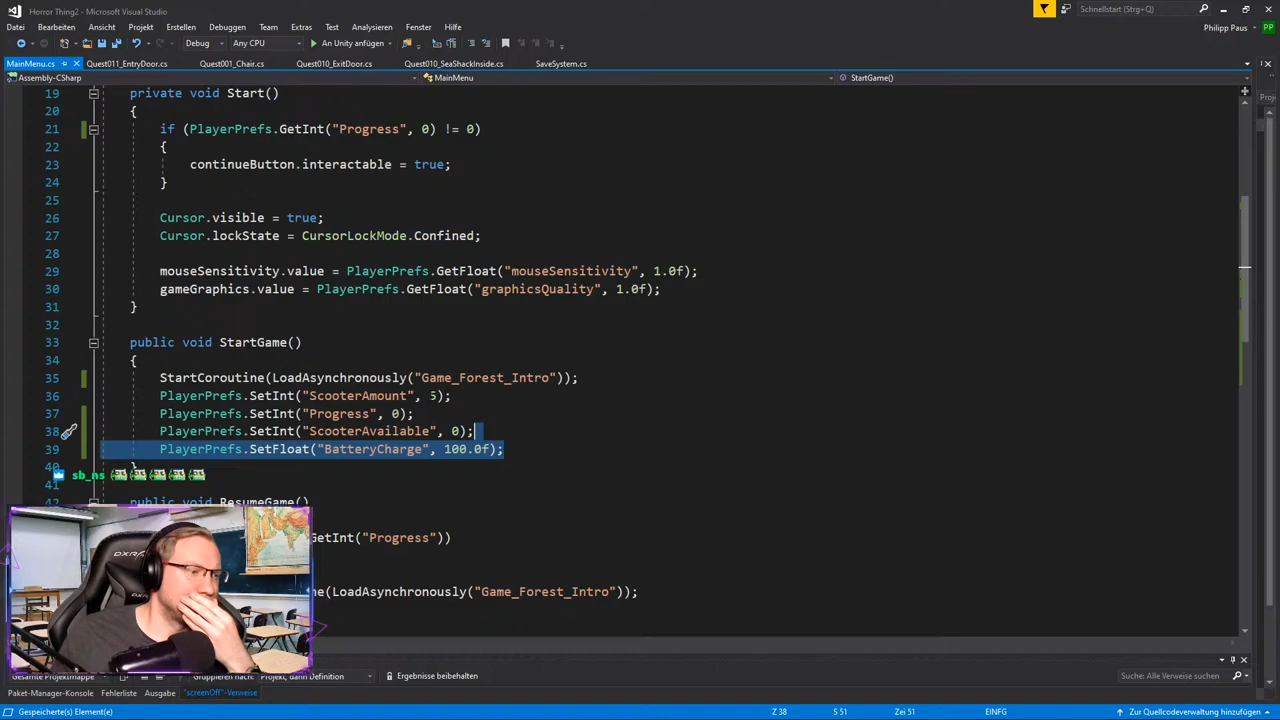 Horror Thing2 - Microsoft Visual Studio
Schnellstart (Strg+Q)
Datei Bearbeiten Ansicht Projekt Erstellen Debuggen Team Extras Analysieren Fenster Hilfe
Philipp Paus
PP
Debug Any CPU An Unity anfügen
MainMenu.cs Quest011_EntryDoor.cs Quest001_Chair.cs Quest010_ExitDoor.cs Quest010_SeaShackInside.cs SaveSystem.cs
Assembly-CSharp MainMenu StartGame()
19 private void Start()
20 {
21 if (PlayerPrefs.GetInt("Progress", 0) != 0)
22 {
23 continueButton.interactable = true;
24 }
25
26 Cursor.visible = true;
27 Cursor.lockState = CursorLockMode.Confined;
28
29 mouseSensitivity.value = PlayerPrefs.GetFloat("mouseSensitivity", 1.0f);
30 gameGraphics.value = PlayerPrefs.GetFloat("graphicsQuality", 1.0f);
31 }
32
33 public void StartGame()
34 {
35 StartCoroutine(LoadAsynchronously("Game_Forest_Intro"));
36 PlayerPrefs.SetInt("ScooterAmount", 5);
37 PlayerPrefs.SetInt("Progress", 0);
38 PlayerPrefs.SetInt("ScooterAvailable", 0);
39 PlayerPrefs.SetFloat("BatteryCharge", 100.0f);
40 }
sb_ns
41
42 public void ResumeGame()
GetInt("Progress"))
ne(LoadAsynchronously("Game_Forest_Intro"));
DXR
DXRACER
Gesamte Projektmappe Gruppieren nach: Projekt, dann Definition Ergebnisse beibehalten Suche: Alle Verweise
Paket-Manager-Konsole Fehlerliste Ausgabe "screenOff"-Verweise
Gespeicherte(s) Element(e) Z 38 S 51 Zei 51 EINFG Zur Quellcodeverwaltung hinzufügen